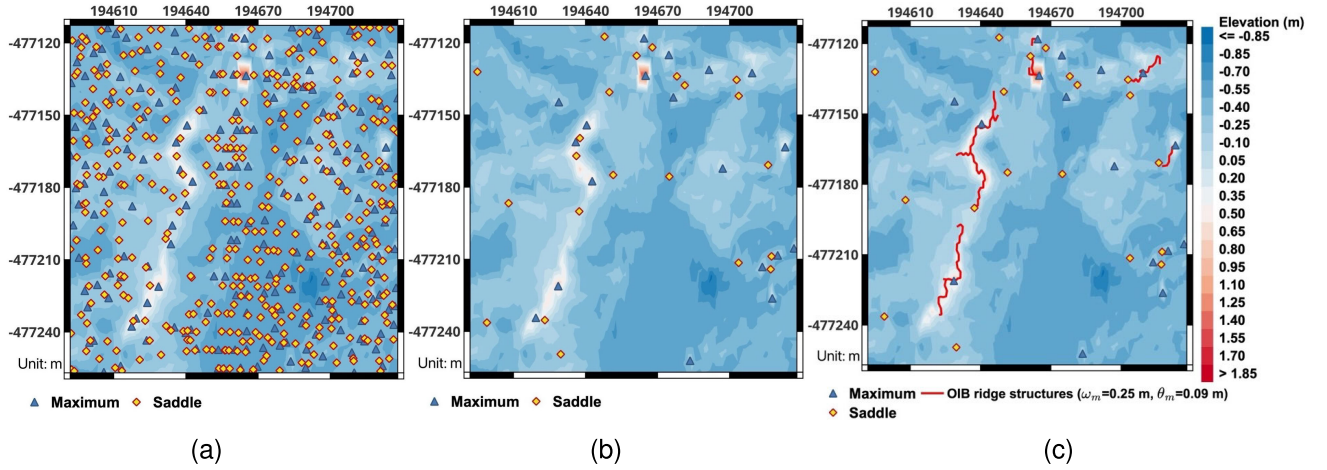 194610 194640 194670 194700
-477120
-477150
-477180
-477210
-477240
Unit: m
Maximum Saddle
(a)
194610 194640 194670 194700
-477120
-477150
-477180
-477210
-477240
Unit: m
Maximum Saddle
(b)
194610 194640 194670 194700
-477120
-477150
-477180
-477210
-477240
Unit: m
Maximum OIB ridge structures (ωₘ=0.25 m, θₘ=0.09 m)
Saddle
(c)
Elevation (m)
<= -0.85
-0.85
-0.70
-0.55
-0.40
-0.25
-0.10
0.05
0.20
0.35
0.50
0.65
0.80
0.95
1.10
1.25
1.40
1.55
1.70
> 1.85